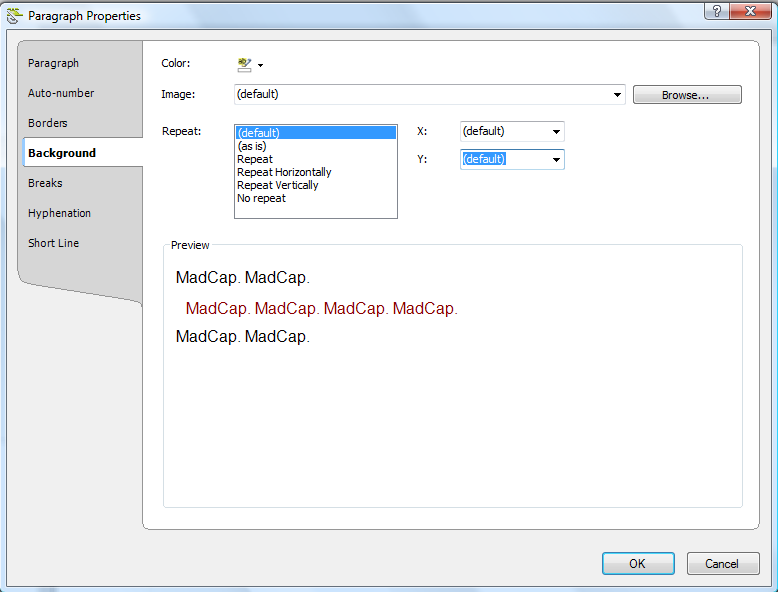 Paragraph Properties
?
Paragraph
Auto-number
Borders
Background
Breaks
Hyphenation
Short Line
Color:
Image: (default) Browse...
Repeat: (default)
(as is)
Repeat
Repeat Horizontally
Repeat Vertically
No repeat
X: (default)
Y: (default)
Preview
MadCap. MadCap.
MadCap. MadCap. MadCap. MadCap.
MadCap. MadCap.
OK Cancel